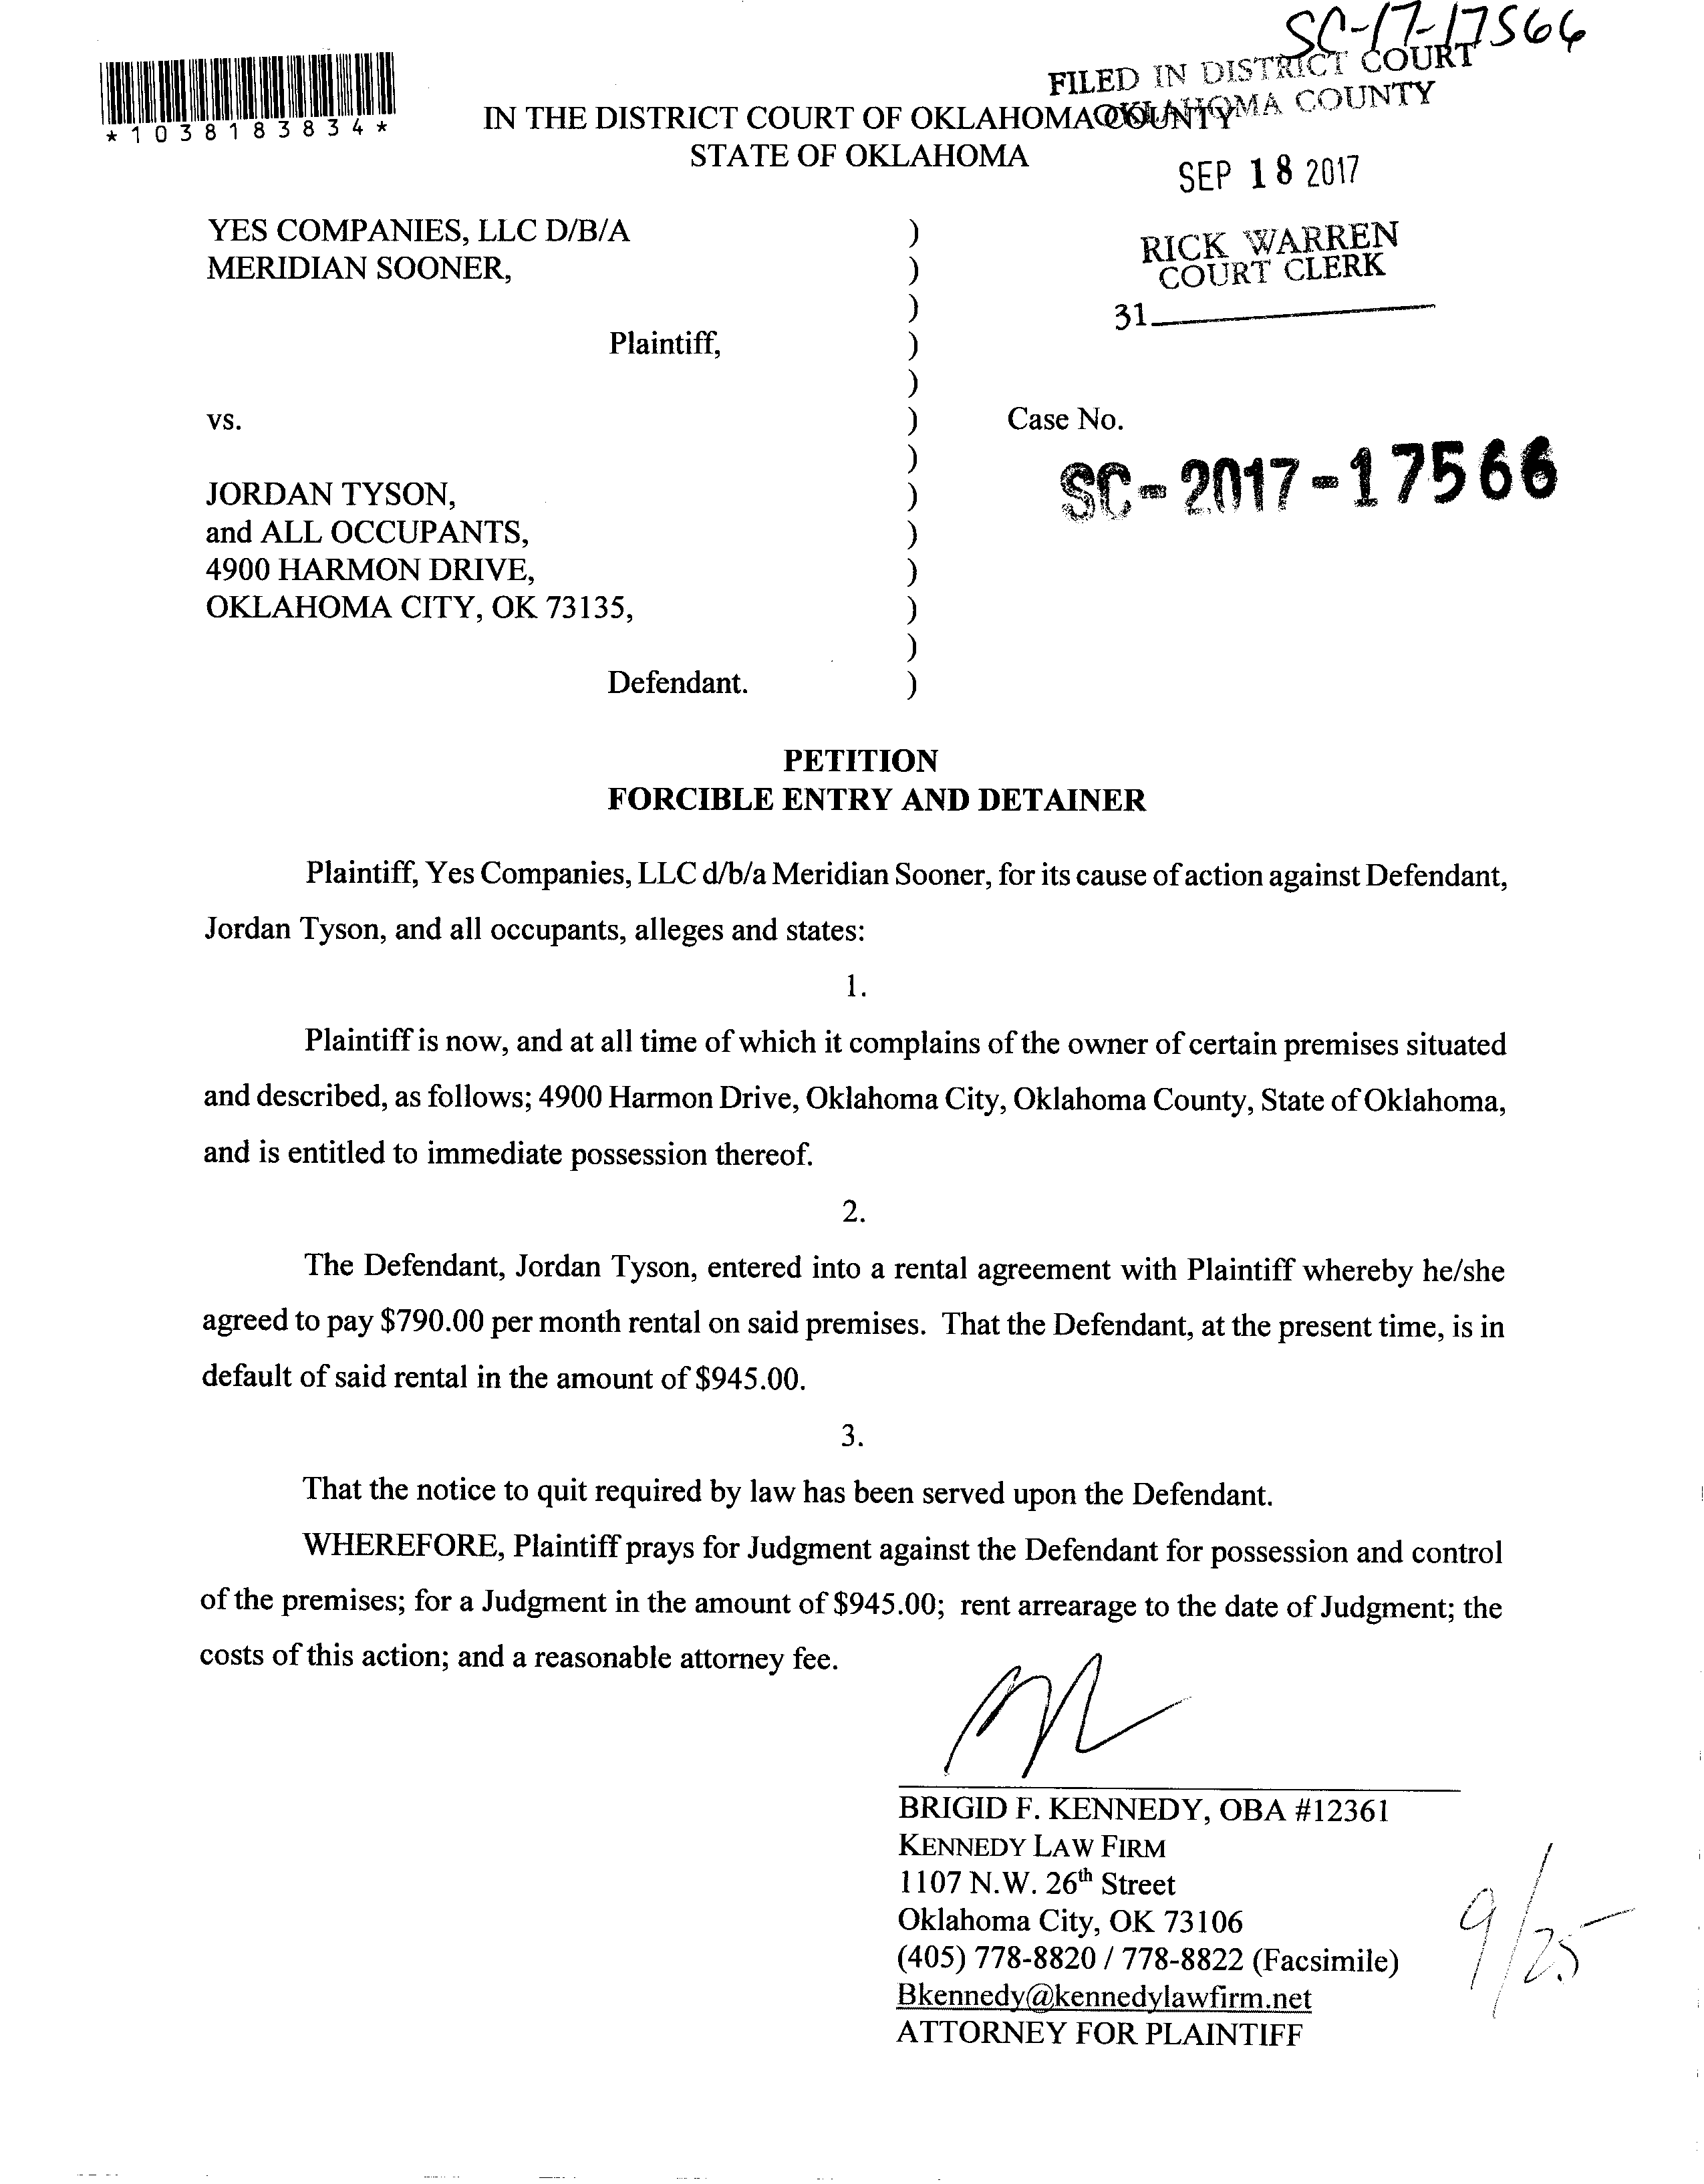 SC-17-17566
FILED IN DISTRICT COURT
OKLAHOMA COUNTY
*1038183834*
IN THE DISTRICT COURT OF OKLAHOMA COUNTY
STATE OF OKLAHOMA
SEP 18 2017
YES COMPANIES, LLC D/B/A )
MERIDIAN SOONER, )
)
RICK WARREN
COURT CLERK
31
Plaintiff, )
)
vs. ) Case No.
)
SC-2017-17566
JORDAN TYSON, )
and ALL OCCUPANTS, )
4900 HARMON DRIVE, )
OKLAHOMA CITY, OK 73135, )
)
Defendant. )
PETITION
FORCIBLE ENTRY AND DETAINER
Plaintiff, Yes Companies, LLC d/b/a Meridian Sooner, for its cause of action against Defendant,
Jordan Tyson, and all occupants, alleges and states:
1.
Plaintiff is now, and at all time of which it complains of the owner of certain premises situated
and described, as follows; 4900 Harmon Drive, Oklahoma City, Oklahoma County, State of Oklahoma,
and is entitled to immediate possession thereof.
2.
The Defendant, Jordan Tyson, entered into a rental agreement with Plaintiff whereby he/she
agreed to pay $790.00 per month rental on said premises. That the Defendant, at the present time, is in
default of said rental in the amount of $945.00.
3.
That the notice to quit required by law has been served upon the Defendant.
WHEREFORE, Plaintiff prays for Judgment against the Defendant for possession and control
of the premises; for a Judgment in the amount of $945.00; rent arrearage to the date of Judgment; the
costs of this action; and a reasonable attorney fee.
BRIGID F. KENNEDY, OBA #12361
KENNEDY LAW FIRM
1107 N.W. 26th Street
Oklahoma City, OK 73106
(405) 778-8820 / 778-8822 (Facsimile)
Bkennedy@kennedylawfirm.net
ATTORNEY FOR PLAINTIFF
9/25